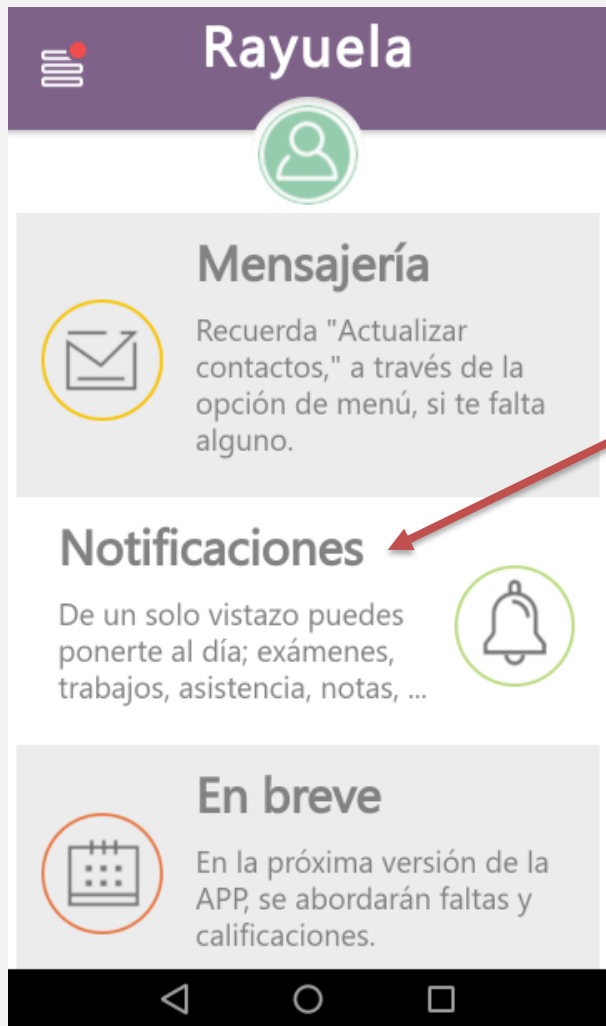 Rayuela
Mensajería
Recuerda "Actualizar
contactos," a través de la
opción de menú, si te falta
alguno.
Notificaciones
De un solo vistazo puedes
ponerte al día; exámenes,
trabajos, asistencia, notas, ...
En breve
En la próxima versión de la
APP, se abordarán faltas y
calificaciones.